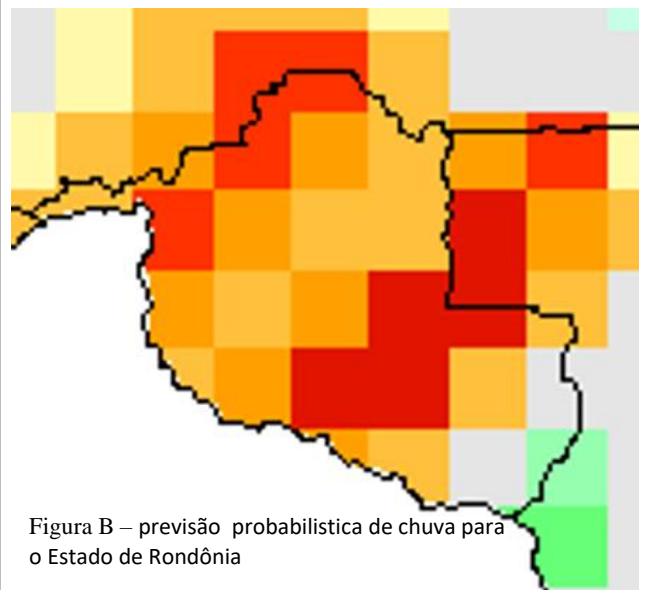 Figura B – previsão probabilistica de chuva para
o Estado de Rondônia